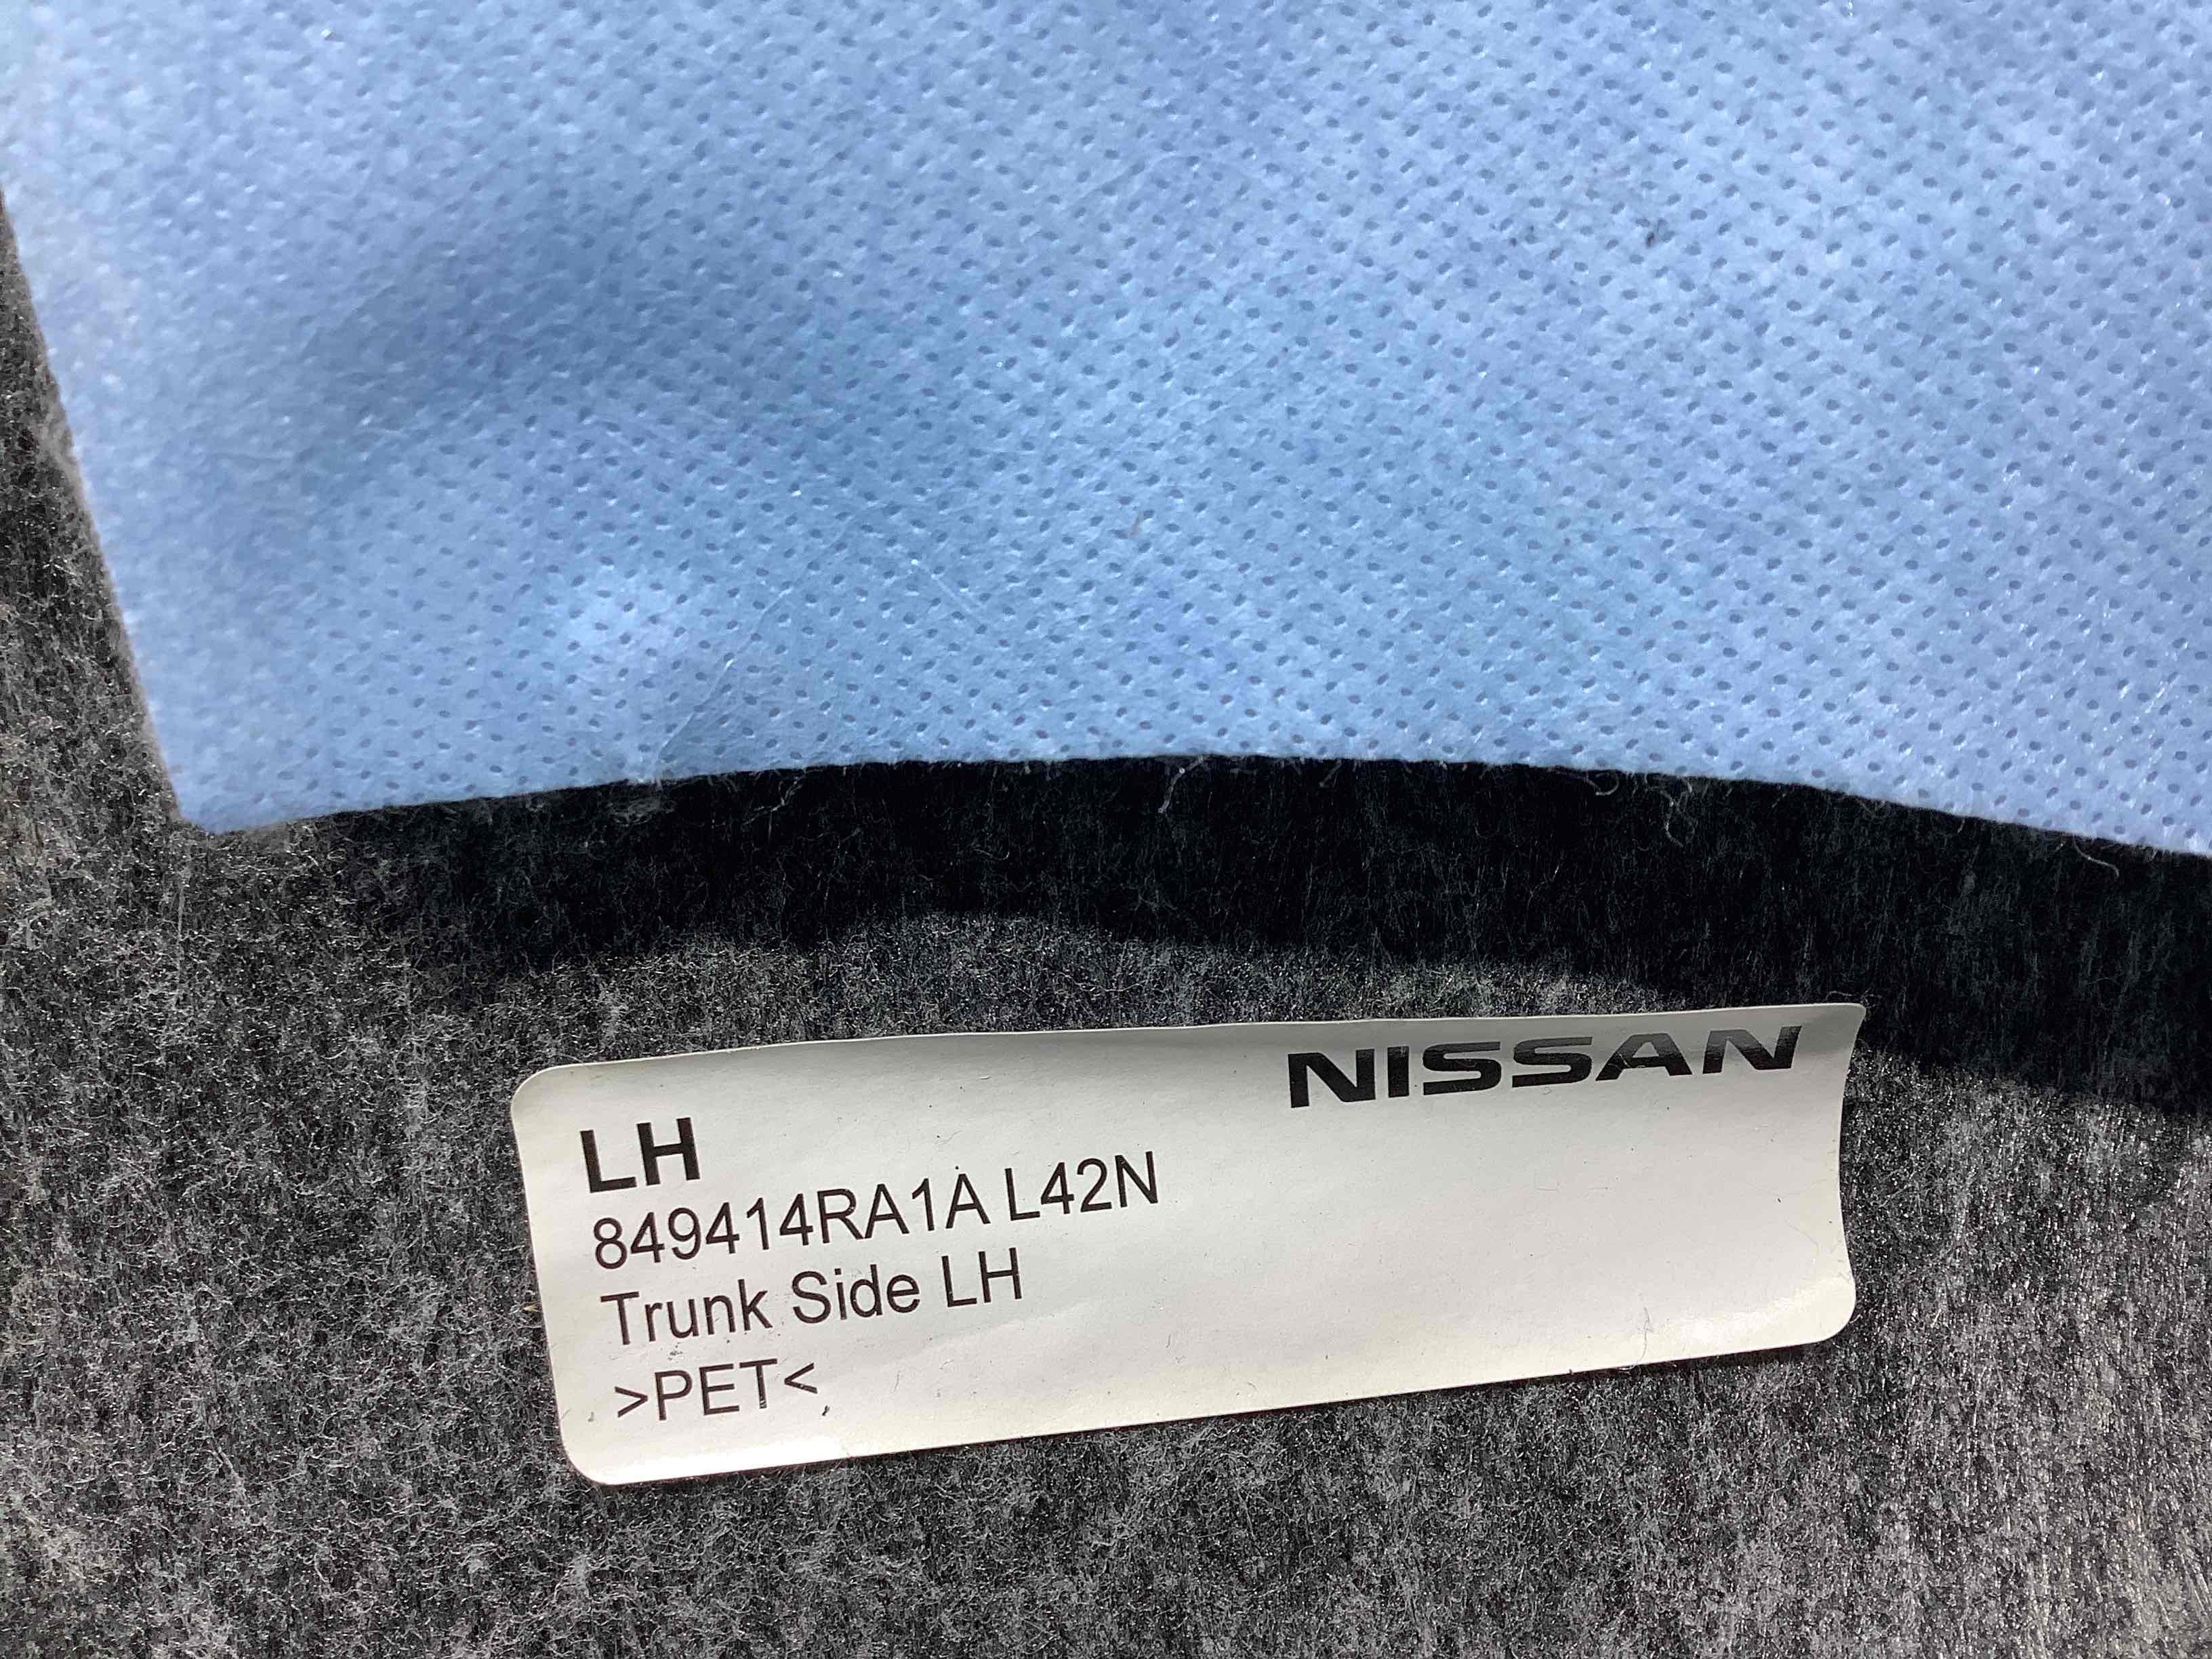 NISSAN
LH
849414RA1A L42N
Trunk Side LH
>PET<